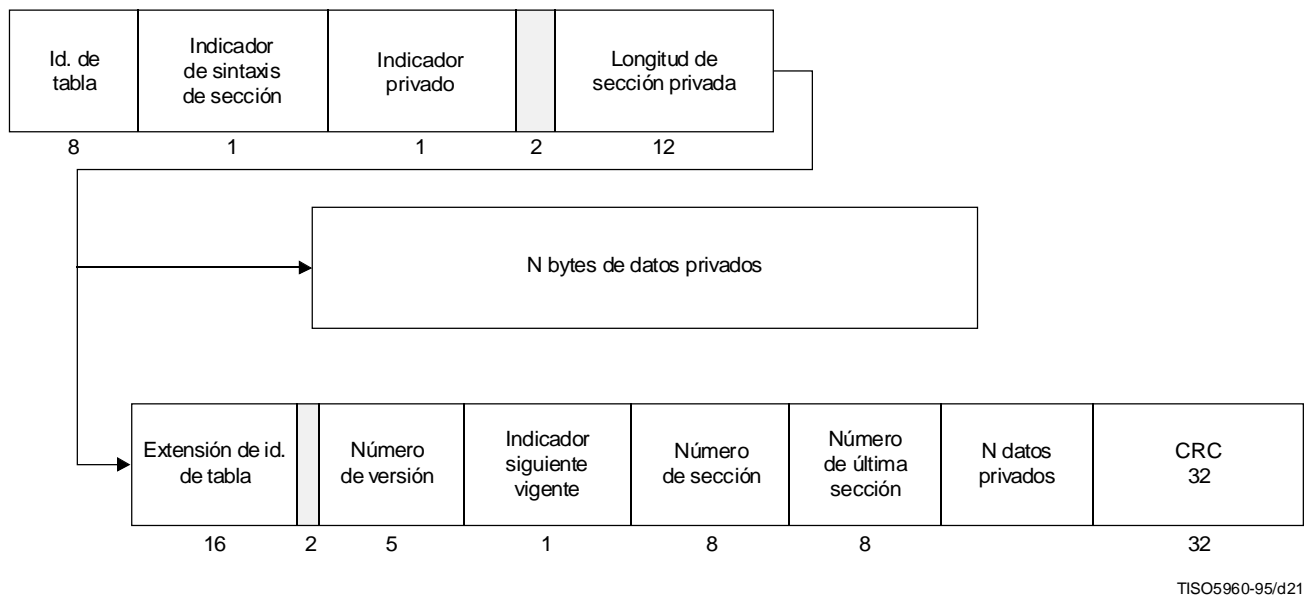 Id. de
tabla
Indicador
de sintaxis
de sección
Indicador
privado
Longitud de
sección privada
8
1
1
2
12
N bytes de datos privados
Extensión de id.
de tabla
Número
de versión
Indicador
siguiente
vigente
Número
de sección
Número
de última
sección
N datos
privados
CRC
32
16
2
5
1
8
8
32
TISO5960-95/d21